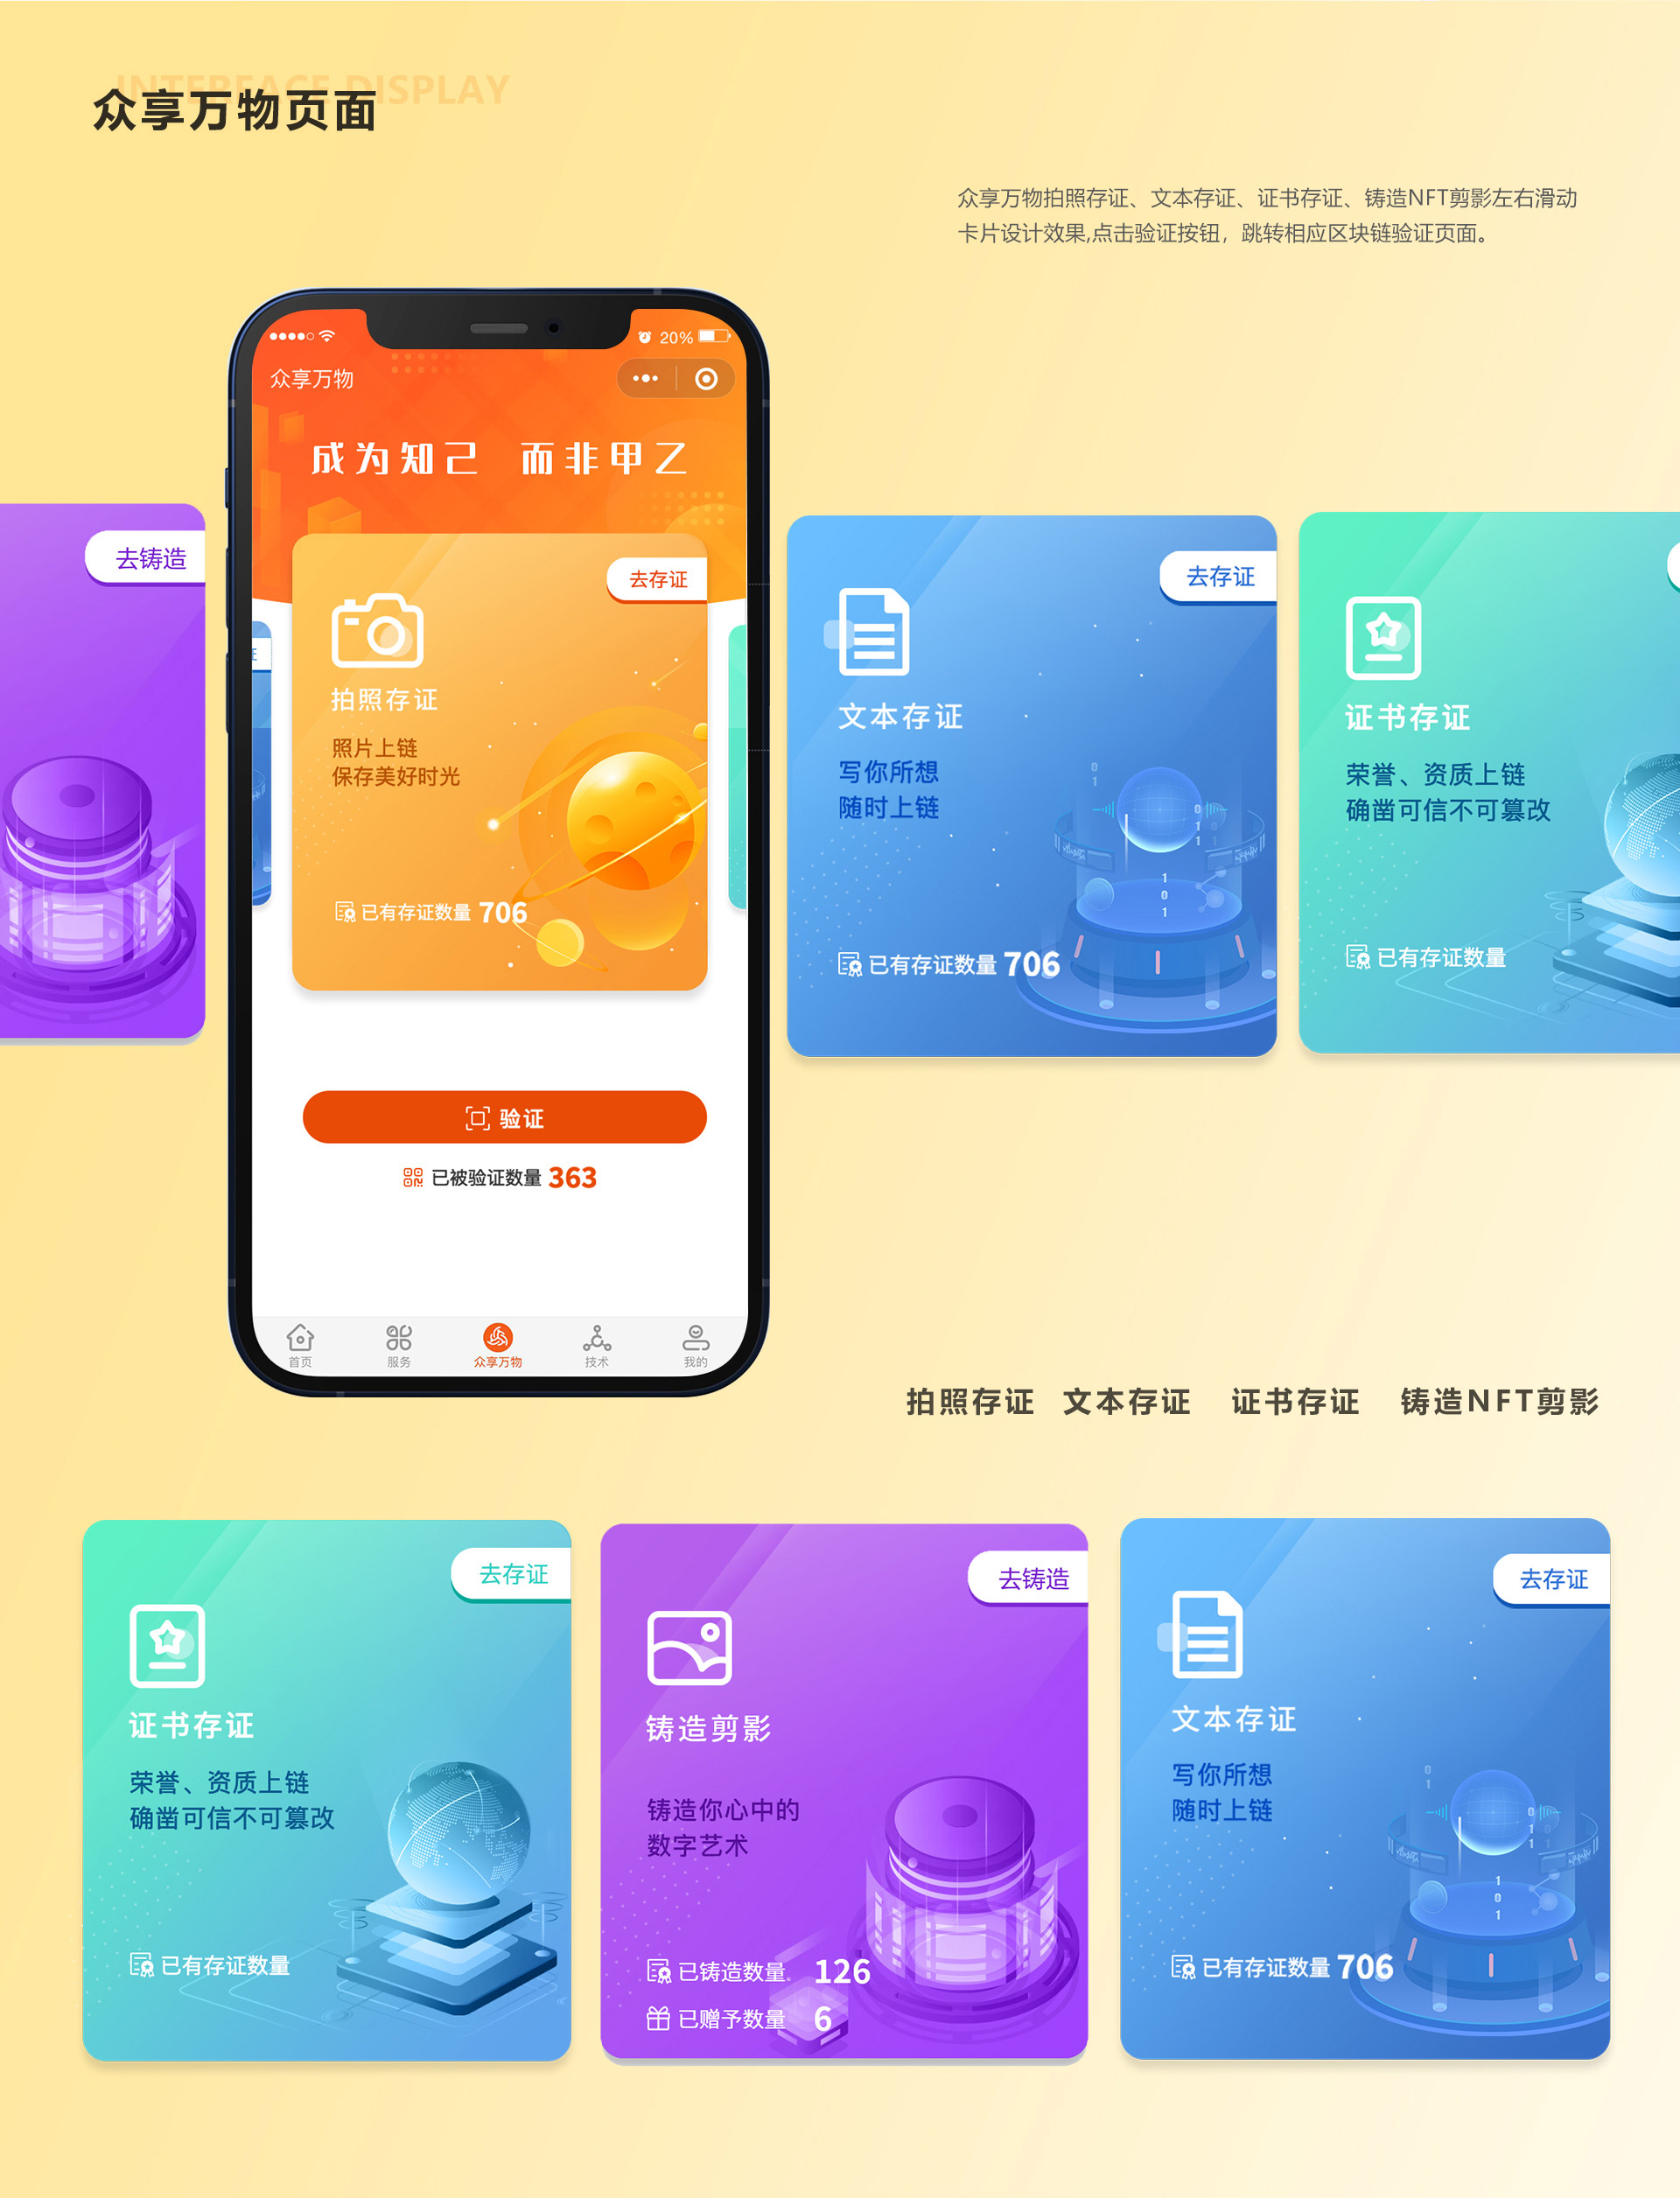 INTERFACE DISPLAY
众享万物页面
众享万物拍照存证、文本存证、证书存证、铸造NFT剪影左右滑动
卡片设计效果,点击验证按钮，跳转相应区块链验证页面。
20%
众享万物
成为知己 而非甲乙
去铸造
去存证
拍照存证
照片上链
保存美好时光
已有存证数量 706
证
去存证
文本存证
写你所想
随时上链
已有存证数量 706
证书存证
荣誉、资质上链
确凿可信不可篡改
已有存证数量
验证
已被验证数量 363
首页
服务
众享万物
技术
我的
拍照存证 文本存证 证书存证 铸造NFT剪影
去存证
证书存证
荣誉、资质上链
确凿可信不可篡改
已有存证数量
去铸造
铸造剪影
铸造你心中的
数字艺术
已铸造数量 126
已赠予数量 6
去存证
文本存证
写你所想
随时上链
已有存证数量 706